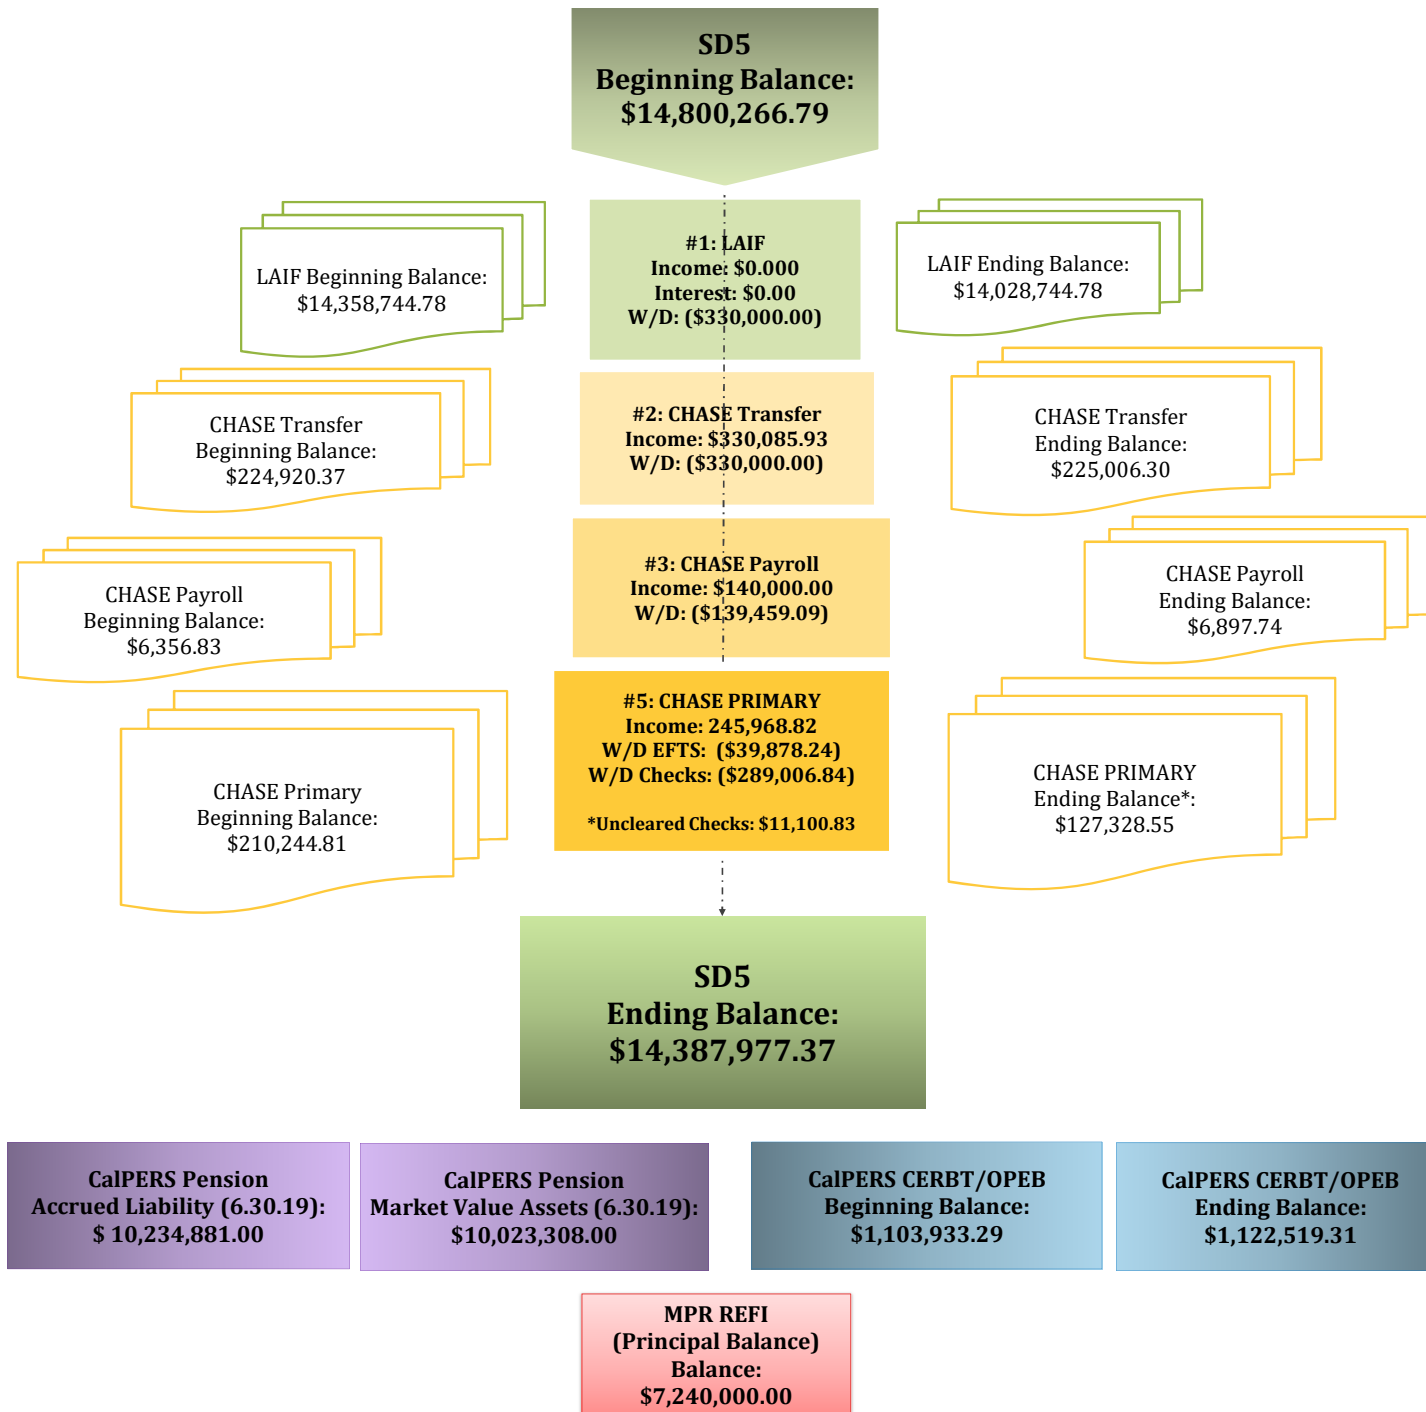 SD5
Beginning Balance:
$14,800,266.79
LAIF Beginning Balance:
$14,358,744.78
#1: LAIF
Income: $0.000
Interest: $0.00
W/D: ($330,000.00)
LAIF Ending Balance:
$14,028,744.78
CHASE Transfer
Beginning Balance:
$224,920.37
#2: CHASE Transfer
Income: $330,085.93
W/D: ($330,000.00)
CHASE Transfer
Ending Balance:
$225,006.30
CHASE Payroll
Beginning Balance:
$6,356.83
#3: CHASE Payroll
Income: $140,000.00
W/D: ($139,459.09)
CHASE Payroll
Ending Balance:
$6,897.74
CHASE Primary
Beginning Balance:
$210,244.81
#5: CHASE PRIMARY
Income: 245,968.82
W/D EFTS:  ($39,878.24)
W/D Checks: ($289,006.84)
*Uncleared Checks: $11,100.83
CHASE PRIMARY
Ending Balance*:
$127,328.55
SD5
Ending Balance:
$14,387,977.37
CalPERS Pension
Accrued Liability (6.30.19):
$ 10,234,881.00
CalPERS Pension
Market Value Assets (6.30.19):
$10,023,308.00
CalPERS CERBT/OPEB
Beginning Balance:
$1,103,933.29
CalPERS CERBT/OPEB
Ending Balance:
$1,122,519.31
MPR REFI
(Principal Balance)
Balance:
$7,240,000.00